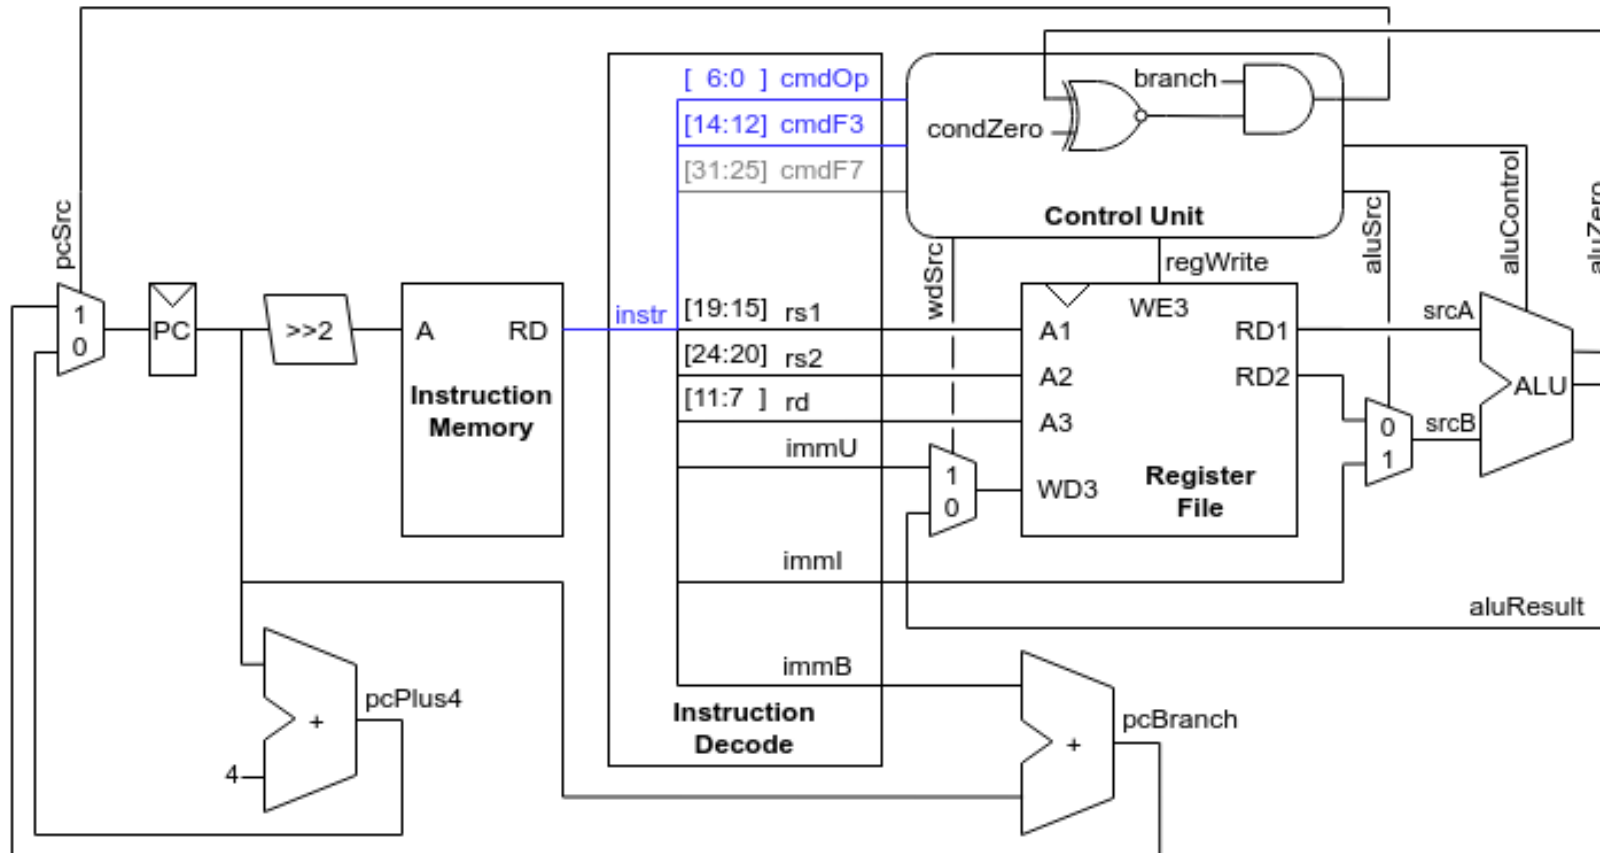 [ 6:0 ] cmdOp
branch
[14:12] cmdF3
condZero
[31:25] cmdF7
Control Unit
pcSrc
wdSrc
regWrite
aluSrc
aluControl
aluZero
1
0
PC
>>2
A
RD
Instruction
Memory
instr
[19:15] rs1
[24:20] rs2
[11:7 ] rd
immU
1
0
A1
A2
A3
WD3
WE3
RD1
RD2
Register
File
srcA
0
1
srcB
ALU
immI
aluResult
immB
Instruction
Decode
pcPlus4
+
4
pcBranch
+